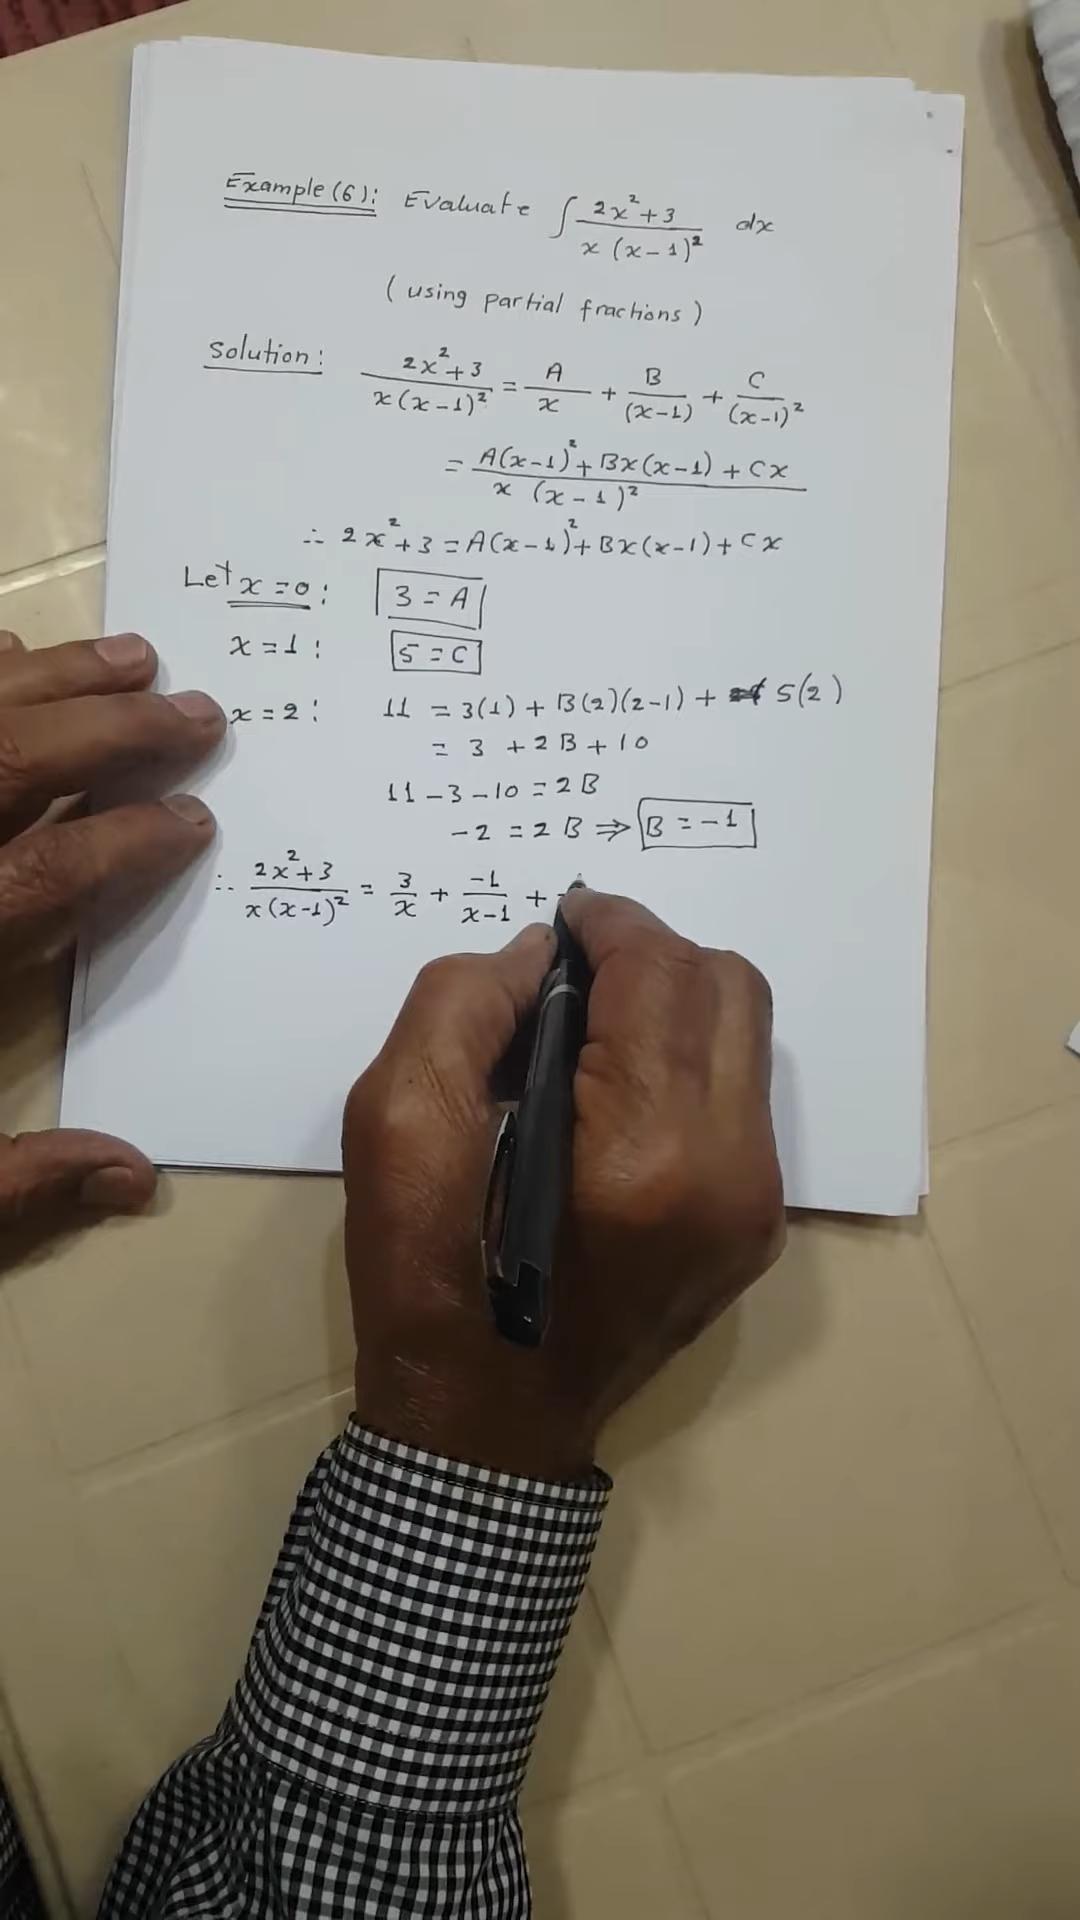 Example (6): Evaluate ∫ (2x²+3)/(x (x-1)²) dx
(using partial fractions)
Solution: (2x²+3)/(x(x-1)²) = A/x + B/(x-1) + C/(x-1)²
= (A(x-1)² + Bx(x-1) + Cx)/(x (x-1)²)
∴ 2x²+3 = A(x-1)² + Bx(x-1) + Cx
Let x=0: 3 = A
x=1: 5 = C
x=2: 11 = 3(1) + B(2)(2-1) + 5(2)
= 3 + 2B + 10
11 - 3 - 10 = 2B
-2 = 2B ⇒ B = -1
∴ (2x²+3)/(x(x-1)²) = 3/x + -1/(x-1) +